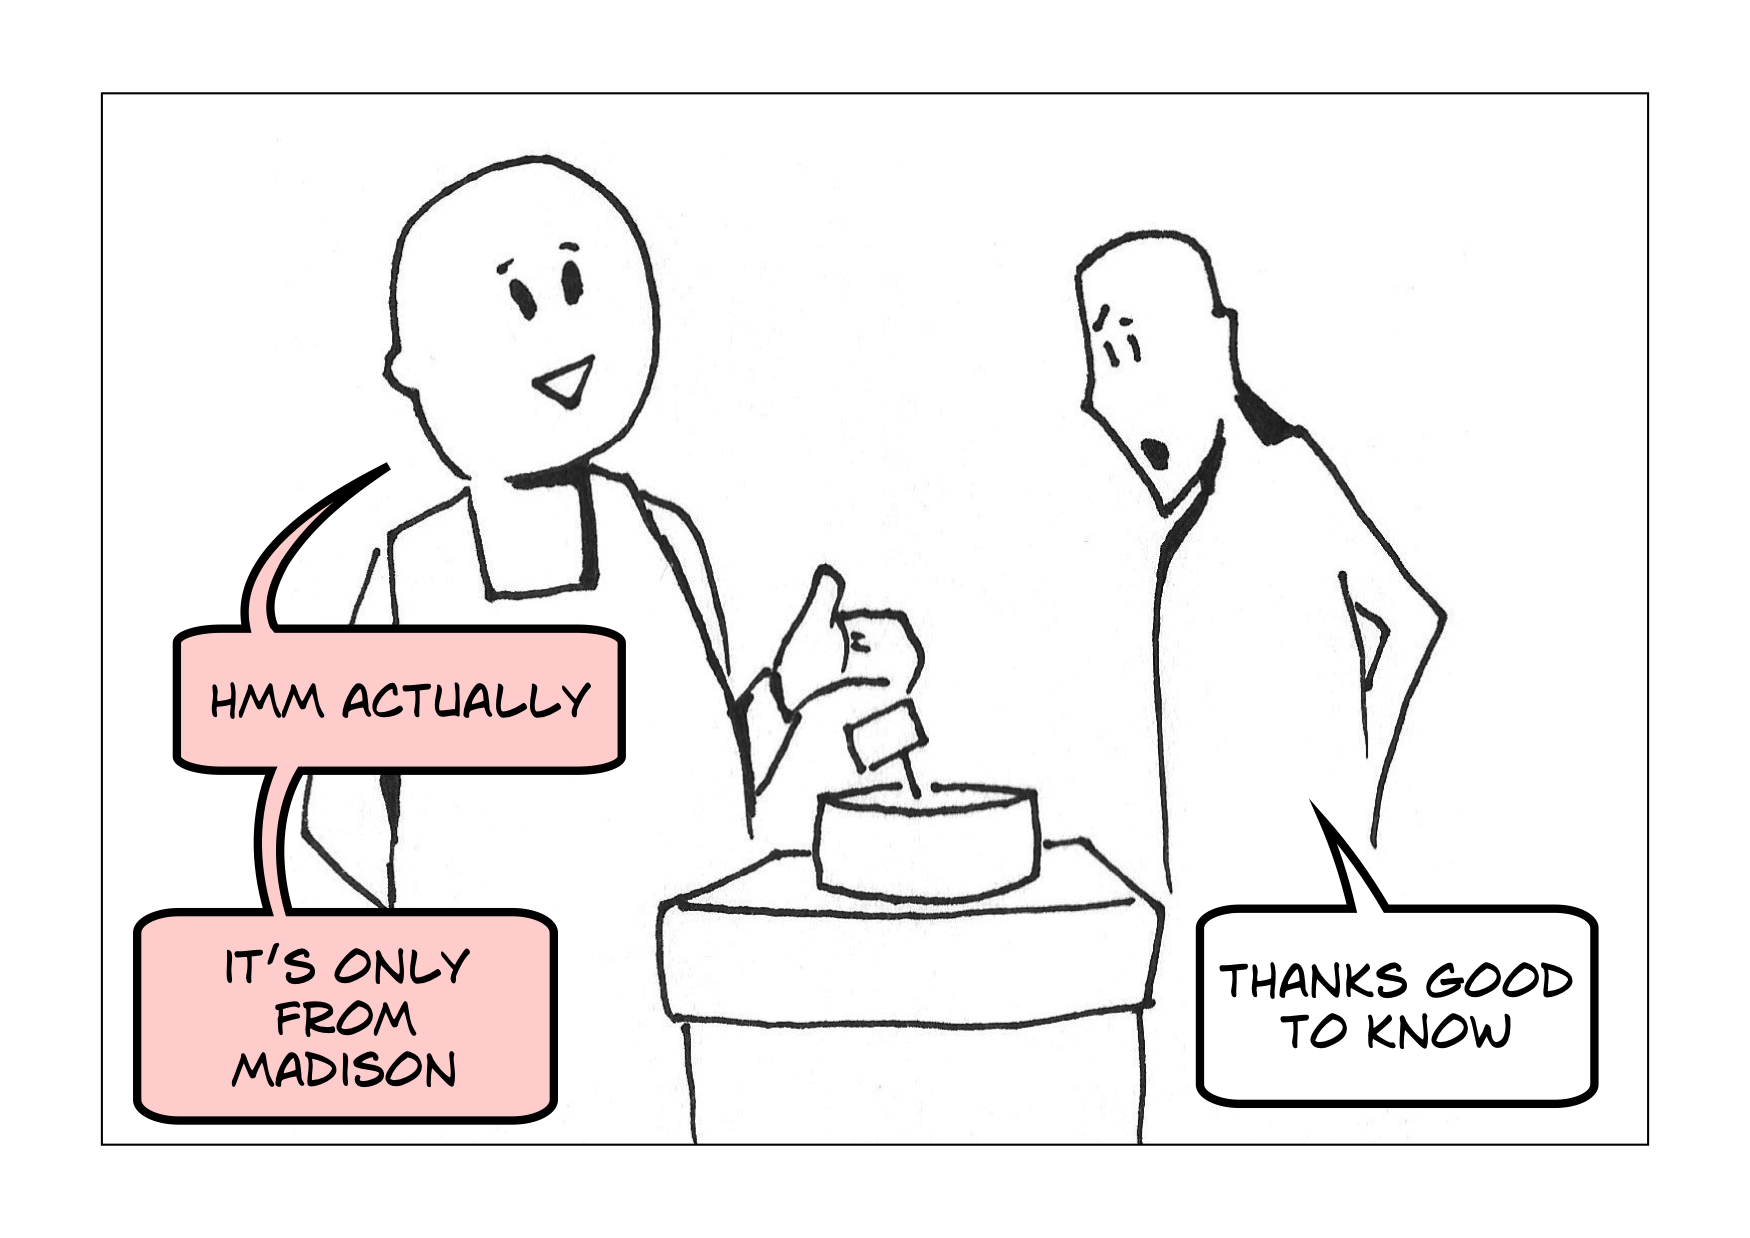 HMM ACTUALLY
IT'S ONLY
FROM
MADISON
THANKS GOOD
TO KNOW